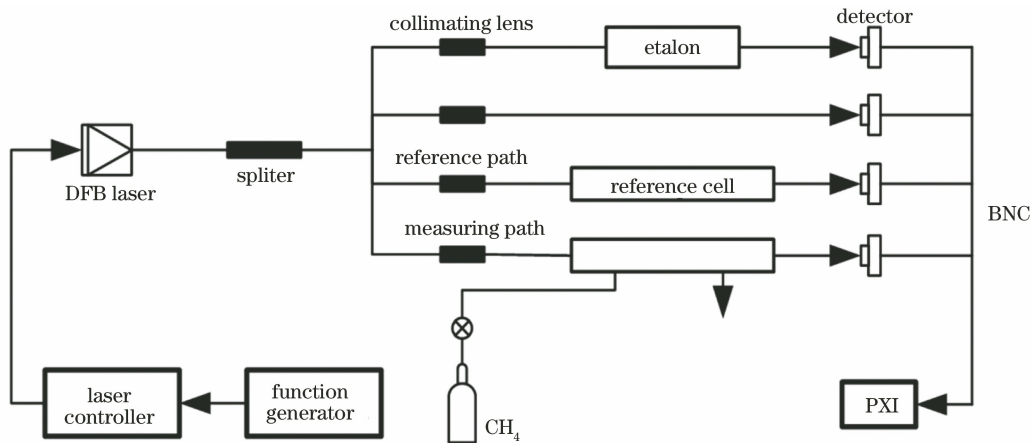 detector
collimating lens
etalon
DFB laser
spliter
reference path
reference cell
measuring path
BNC
laser
controller
function
generator
CH₄
PXI